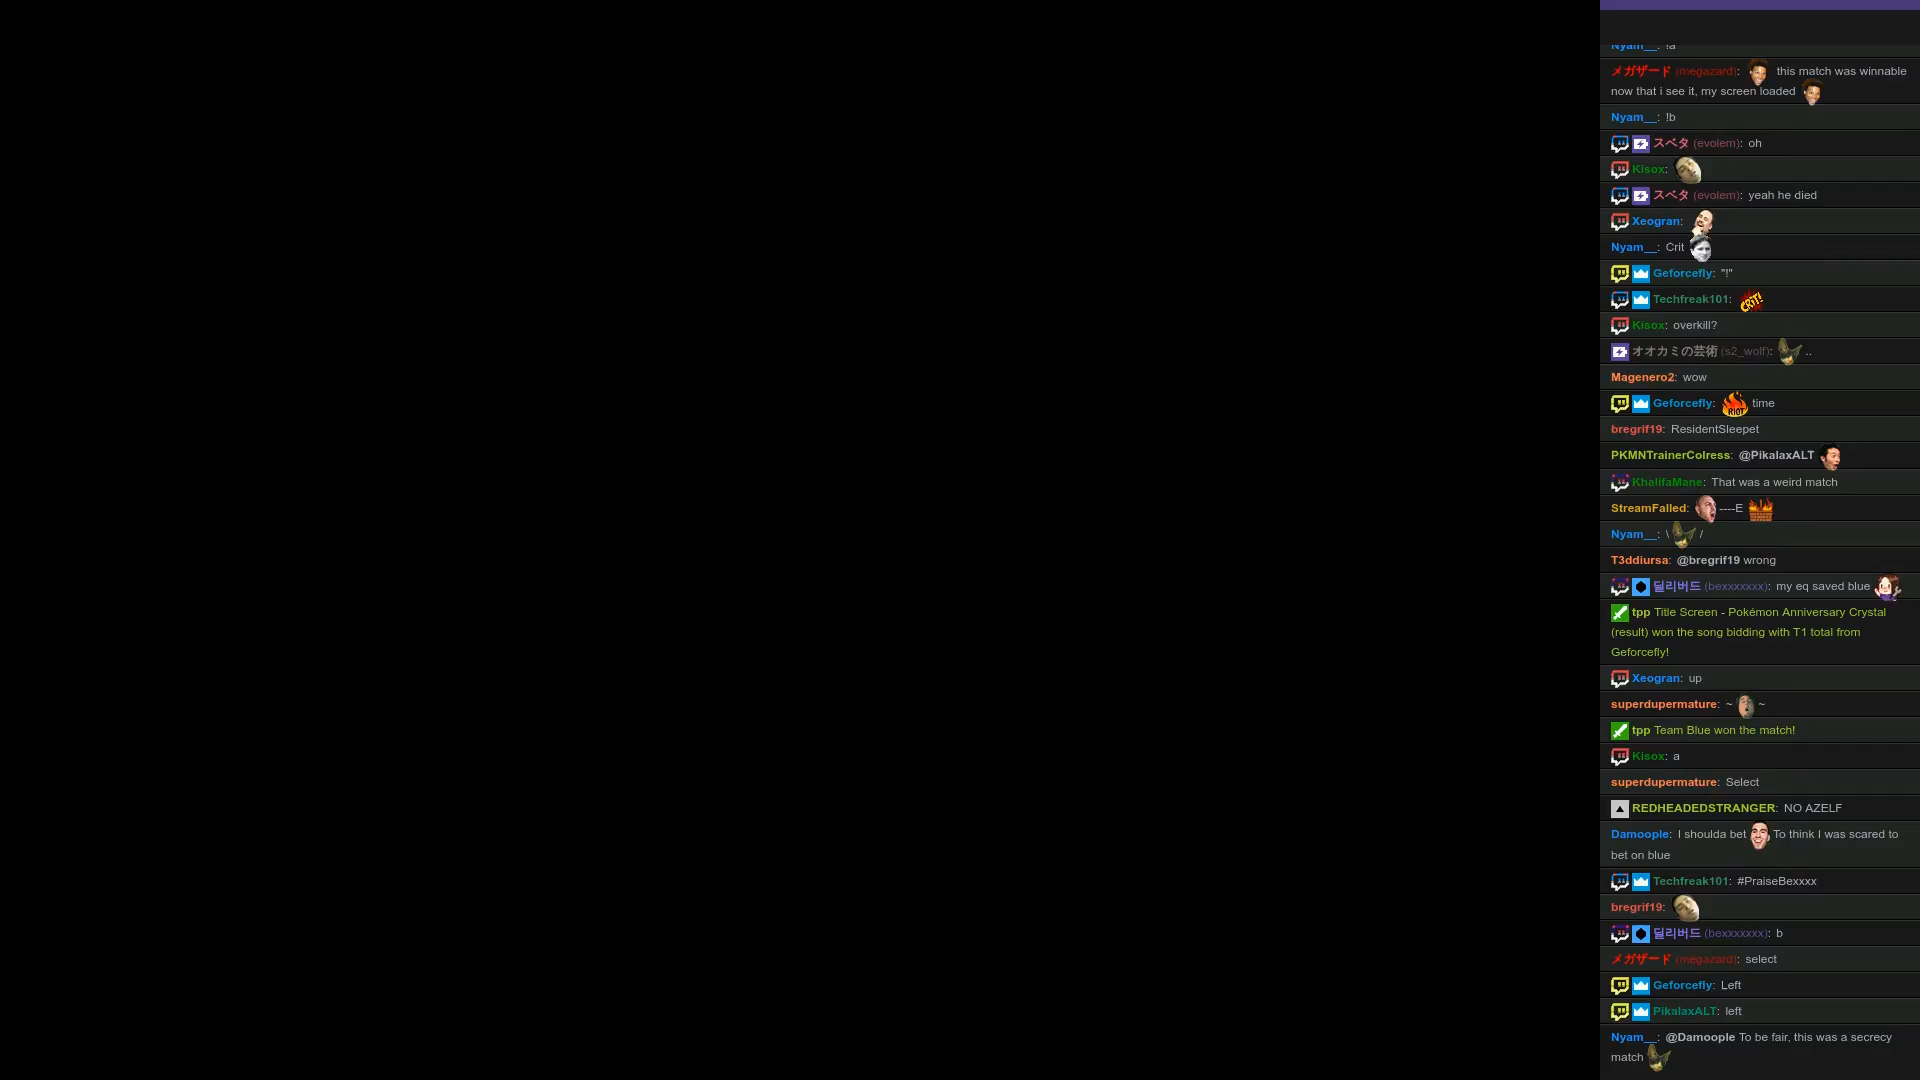 Nyam__: !a
メガザード (megazard): this match was winnable
now that i see it, my screen loaded
Nyam__: !b
スベタ (evolem): oh
Kisox:
スベタ (evolem): yeah he died
Xeogran:
Nyam__: Crit
Geforcefly: "!"
Techfreak101: CRIT!
Kisox: overkill?
オオカミの芸術 (s2_wolf): ..
Magenero2: wow
Geforcefly: RIOT time
bregrif19: ResidentSleepet
PKMNTrainerColress: @PikalaxALT
KhalifaMane: That was a weird match
StreamFalled: ----E
Nyam__: \ /
T3ddiursa: @bregrif19 wrong
딜리버드 (bexxxxxxx): my eq saved blue
tpp Title Screen - Pokémon Anniversary Crystal
(result) won the song bidding with T1 total from
Geforcefly!
Xeogran: up
superdupermature: ~ ~
tpp Team Blue won the match!
Kisox: a
superdupermature: Select
REDHEADEDSTRANGER: NO AZELF
Damoople: I shoulda bet To think I was scared to
bet on blue
Techfreak101: #PraiseBexxxx
bregrif19:
딜리버드 (bexxxxxxx): b
メガザード (megazard): select
Geforcefly: Left
PikalaxALT: left
Nyam__: @Damoople To be fair, this was a secrecy
match